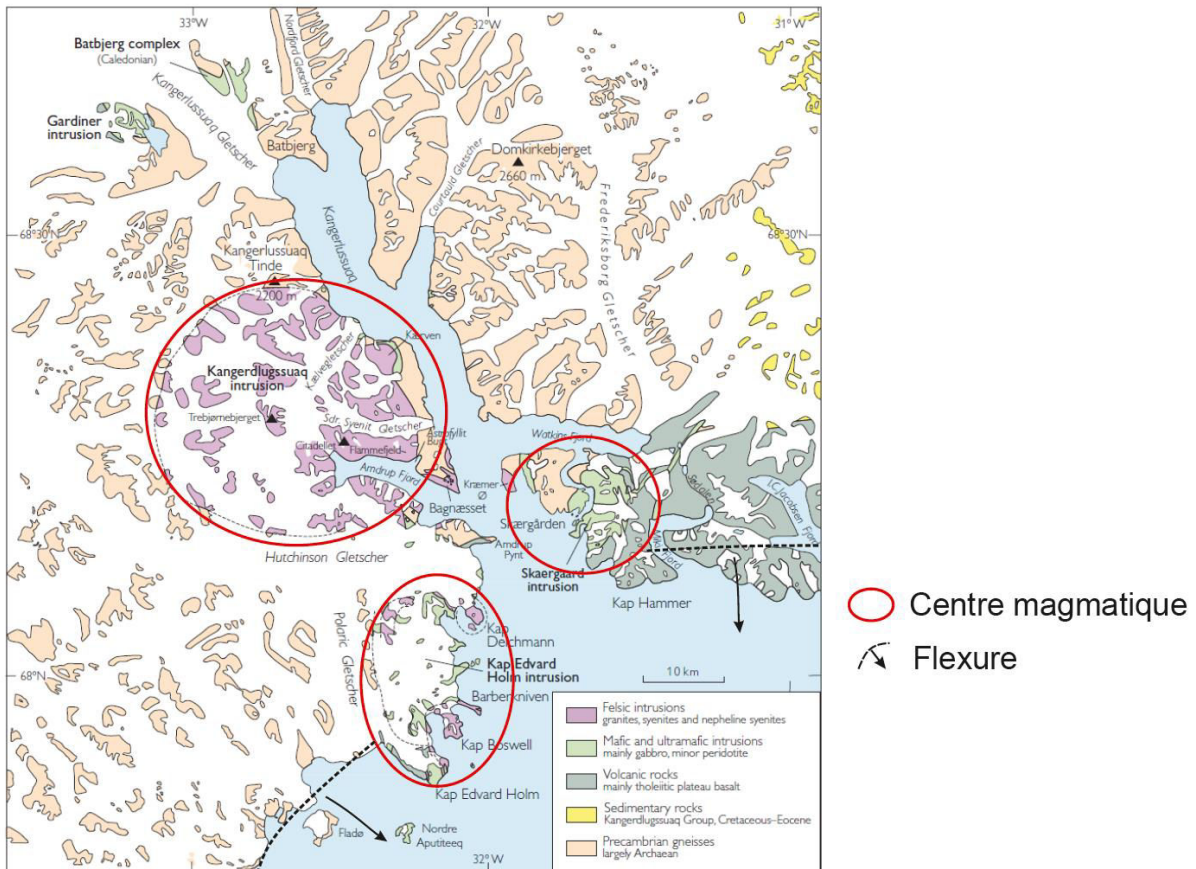 33°W
32°W
31°W
Batbjerg complex
(Caledonian)
Nordfjord Gletscher
Kangerlussuaq Gletscher
Gardiner
intrusion
Batbjerg
Courtauld Gletscher
Domkirkebjerget
2660 m
Frederiksborg Gletscher
68°30'N
68°30'N
Kangerlussuaq
Kangerlussuaq
Tinde
2200 m
Kærven
Kælvegletscher
Kangerdlugssuaq
intrusion
Trebjørnebjerget
Sdr. Syenit Gletscher
Citadellet
Flammefjeld
Astrofyllit
Bugt
Watkins Fjord
Amdrup Fjord
Kræmer
Ø
Bagnæsset
Skærgården
J.C. Jacobsen Fjord
Hutchinson Gletscher
Amdrup
Pynt
Skaergaard
intrusion
Kap Hammer
Polaric Gletscher
Kap
Deichmann
68°N
68°N
Kap Edvard
Holm intrusion
Barberkniven
Kap Boswell
Kap Edvard Holm
Fladø
Nordre
Aputiteeq
32°W
10 km
Felsic intrusions
granites, syenites and nepheline syenites
Mafic and ultramafic intrusions
mainly gabbro, minor peridotite
Volcanic rocks
mainly tholeiitic plateau basalt
Sedimentary rocks
Kangerdlugssuaq Group, Cretaceous–Eocene
Precambrian gneisses
largely Archaean
Centre magmatique
Flexure